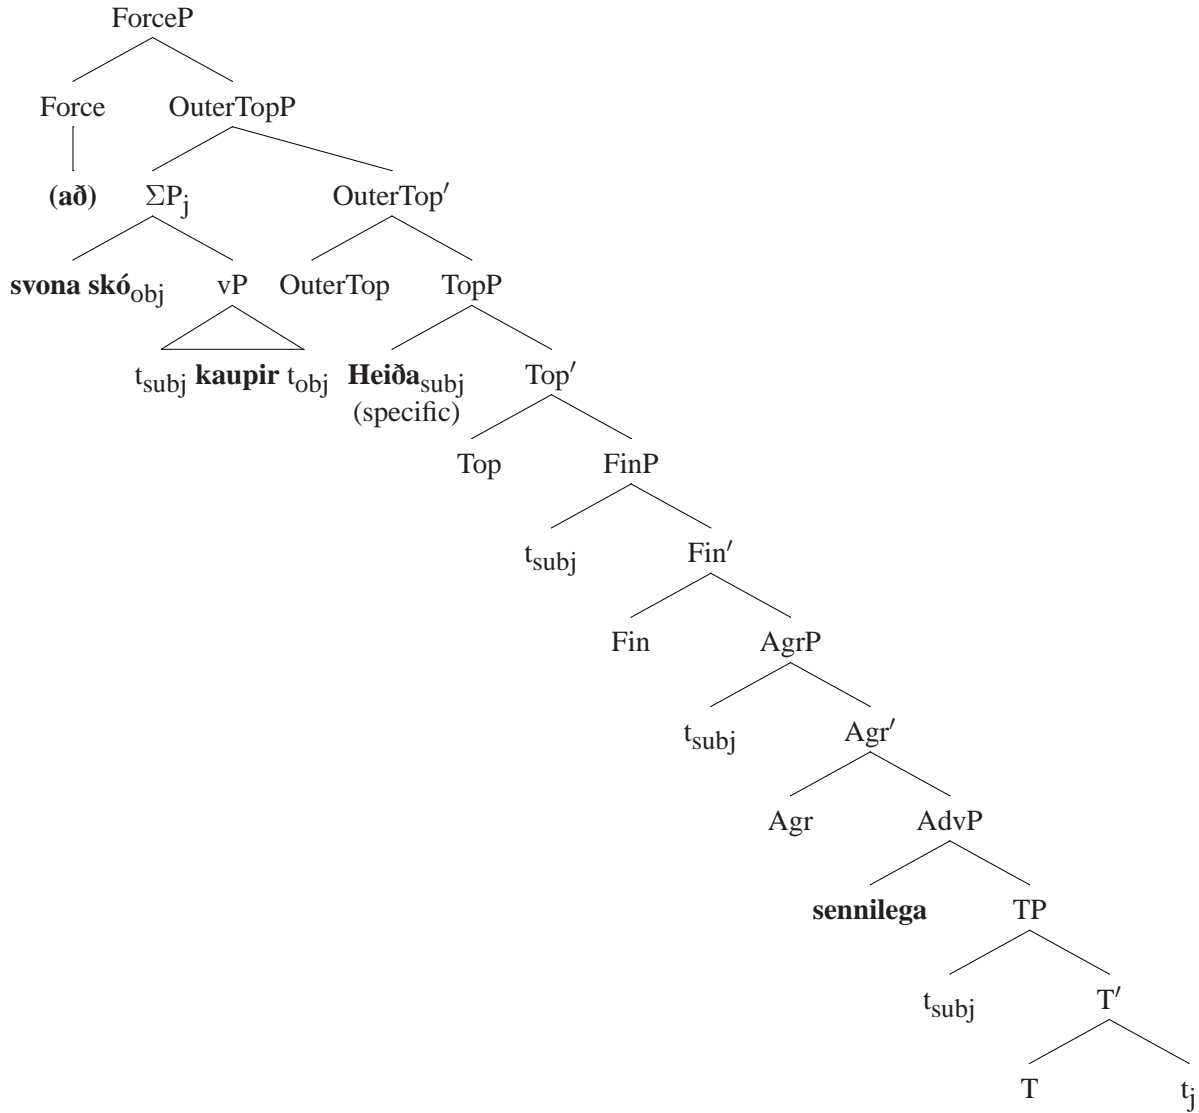 ForceP
Force OuterTopP
(að) ΣPj OuterTop′
svona skóobj vP OuterTop TopP
tsubj kaupir tobj Heiðasubj Top′
(specific)
Top FinP
tsubj Fin′
Fin AgrP
tsubj Agr′
Agr AdvP
sennilega TP
tsubj T′
T tj